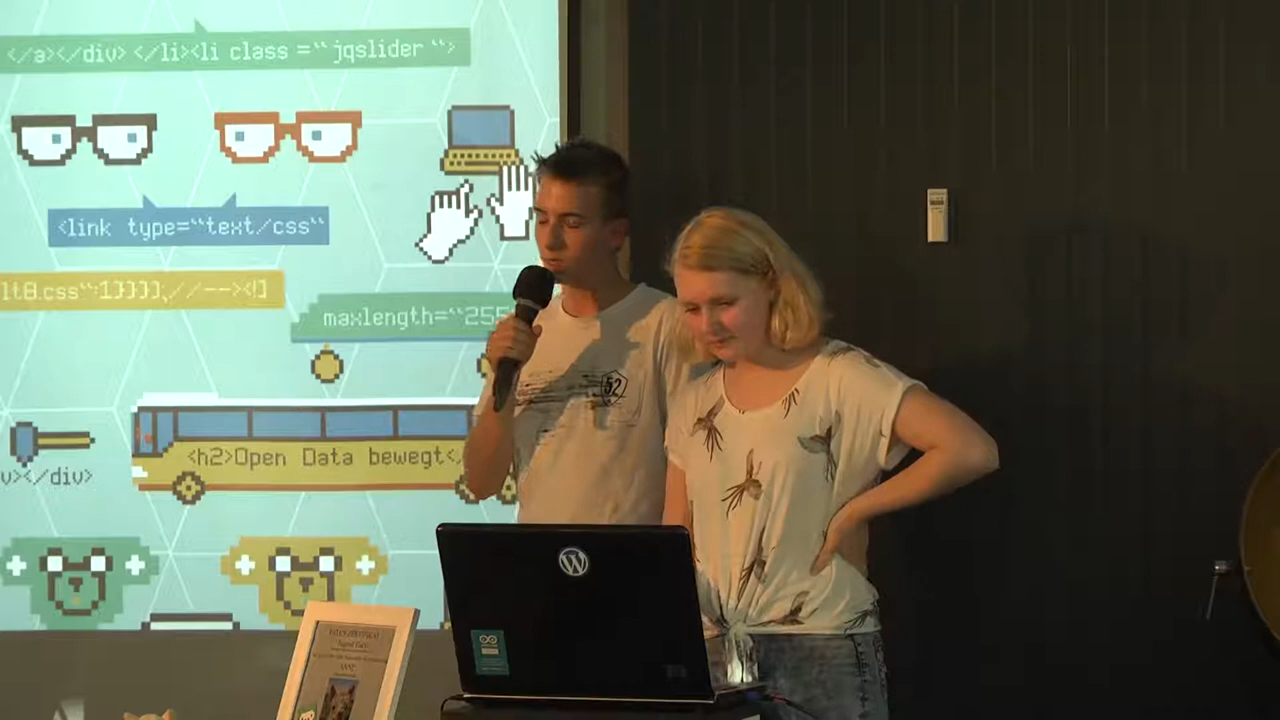 </a></div> </li><li class ="jqslider ">
<link type="text/css"
lt8.css":1}}}};//--><!]
maxlength="255
v></div>
<h2>Open Data bewegt<
52
W